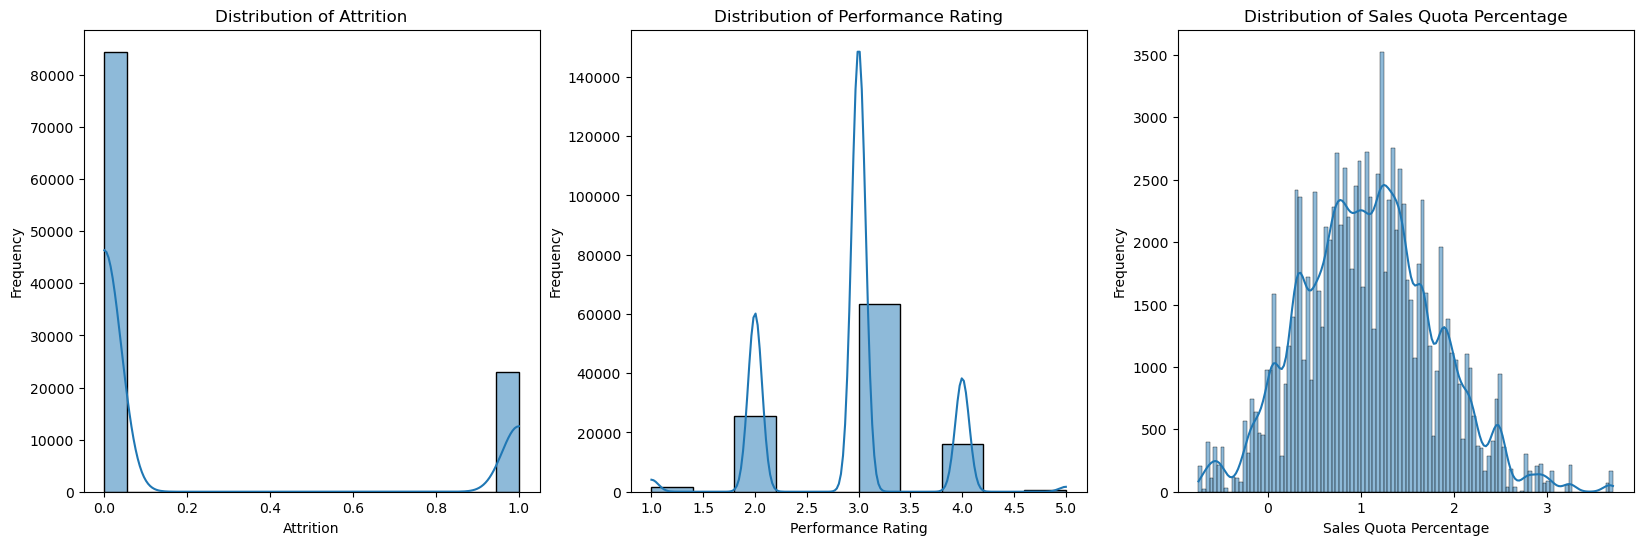 Distribution of Attrition
80000
70000
60000
50000
40000
30000
20000
10000
0
Frequency
0.0 0.2 0.4 0.6 0.8 1.0
Attrition
Distribution of Performance Rating
140000
120000
100000
80000
60000
40000
20000
0
Frequency
1.0 1.5 2.0 2.5 3.0 3.5 4.0 4.5 5.0
Performance Rating
Distribution of Sales Quota Percentage
3500
3000
2500
2000
1500
1000
500
0
Frequency
0 1 2 3
Sales Quota Percentage